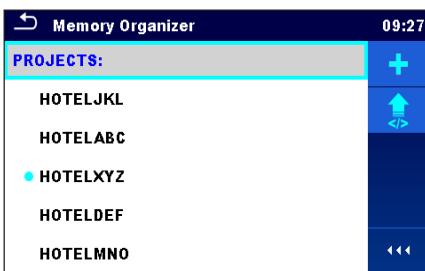 Memory Organizer 09:27
PROJECTS:
HOTELJKL
</>
HOTELABC
HOTELXYZ
HOTELDEF
HOTELMNO